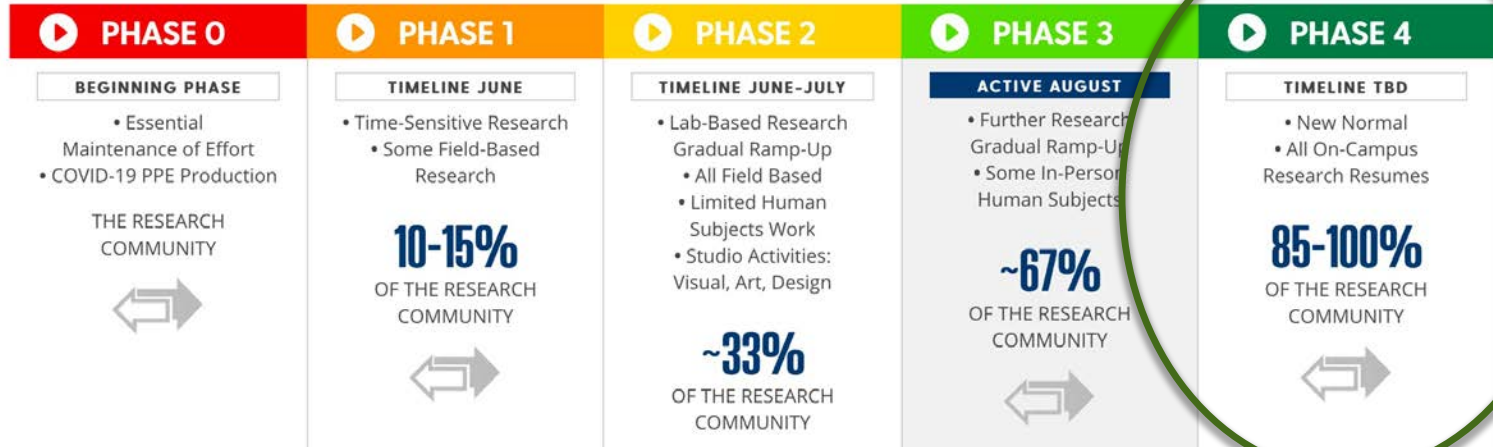 PHASE 0
BEGINNING PHASE
• Essential
Maintenance of Effort
• COVID-19 PPE Production
THE RESEARCH
COMMUNITY
PHASE 1
TIMELINE JUNE
• Time-Sensitive Research
• Some Field-Based
Research
10-15%
OF THE RESEARCH
COMMUNITY
PHASE 2
TIMELINE JUNE-JULY
• Lab-Based Research
Gradual Ramp-Up
• All Field Based
• Limited Human
Subjects Work
• Studio Activities:
Visual, Art, Design
~33%
OF THE RESEARCH
COMMUNITY
PHASE 3
ACTIVE AUGUST
• Further Research
Gradual Ramp-Up
• Some In-Person
Human Subjects
~67%
OF THE RESEARCH
COMMUNITY
PHASE 4
TIMELINE TBD
• New Normal
• All On-Campus
Research Resumes
85-100%
OF THE RESEARCH
COMMUNITY